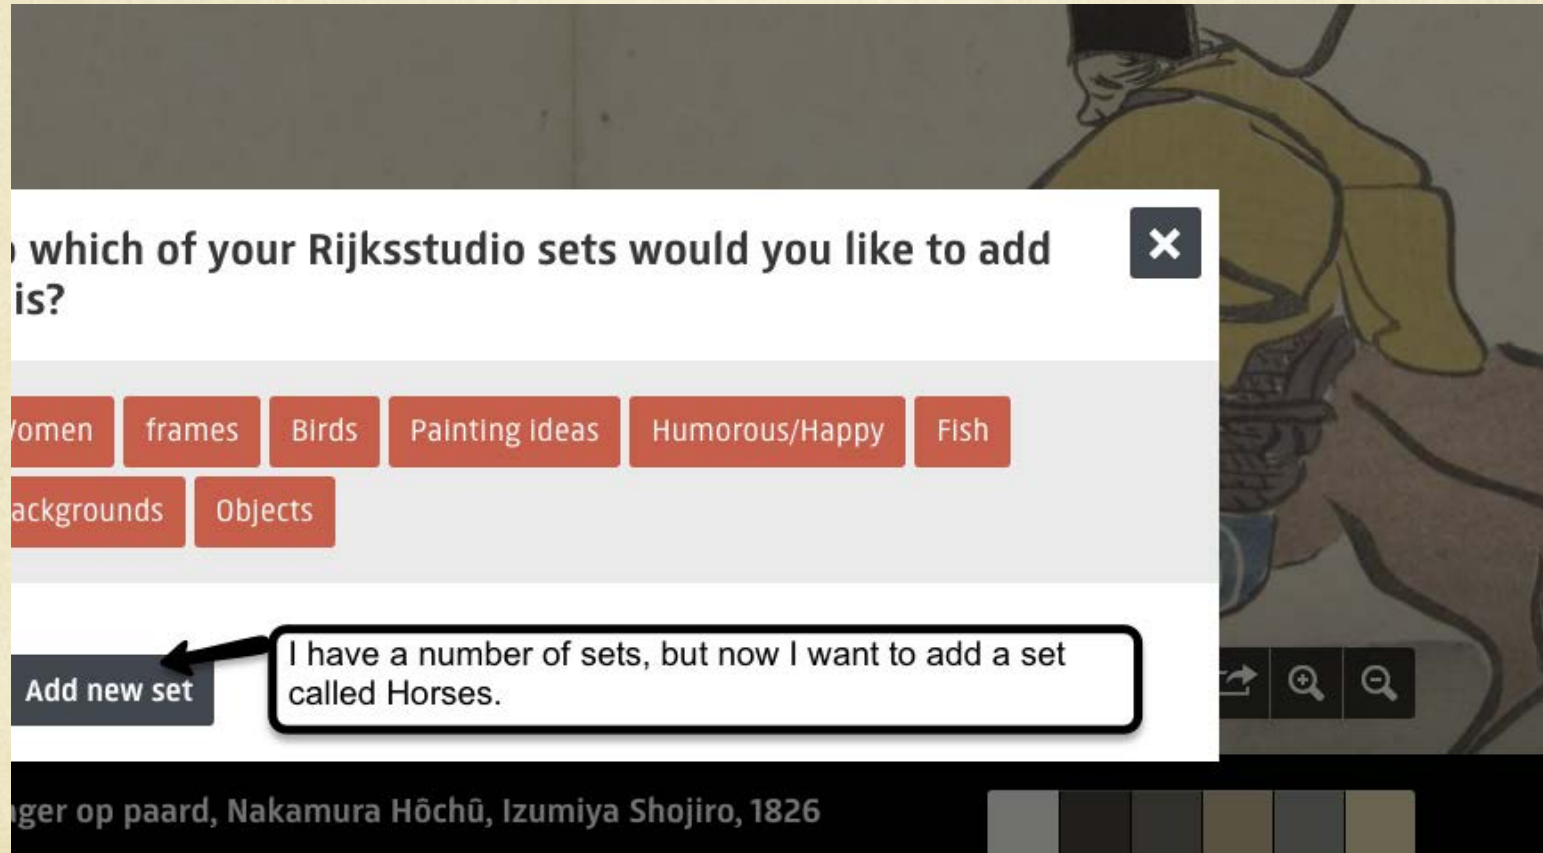 which of your Rijksstudio sets would you like to add
is?
omen frames Birds Painting ideas Humorous/Happy Fish
ackgrounds Objects
I have a number of sets, but now I want to add a set
called Horses.
Add new set
ger op paard, Nakamura Hôchû, Izumiya Shojiro, 1826